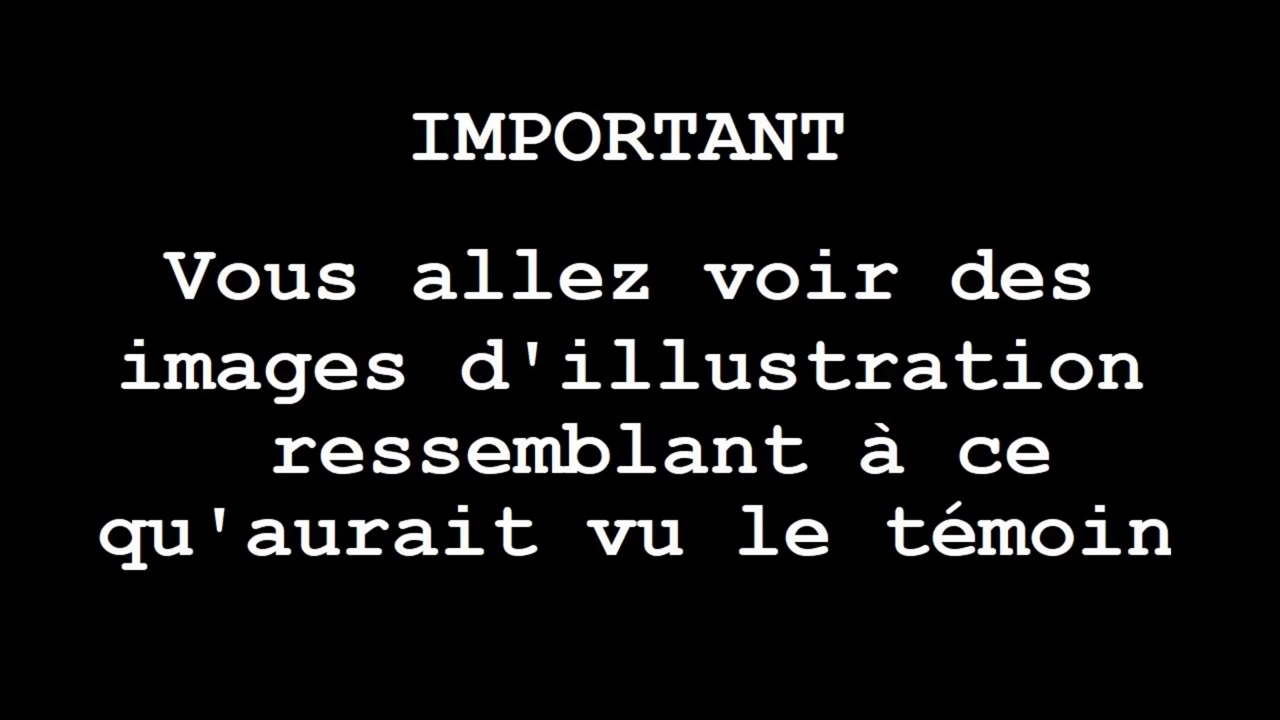 IMPORTANT
Vous allez voir des
images d'illustration
ressemblant à ce
qu'aurait vu le témoin